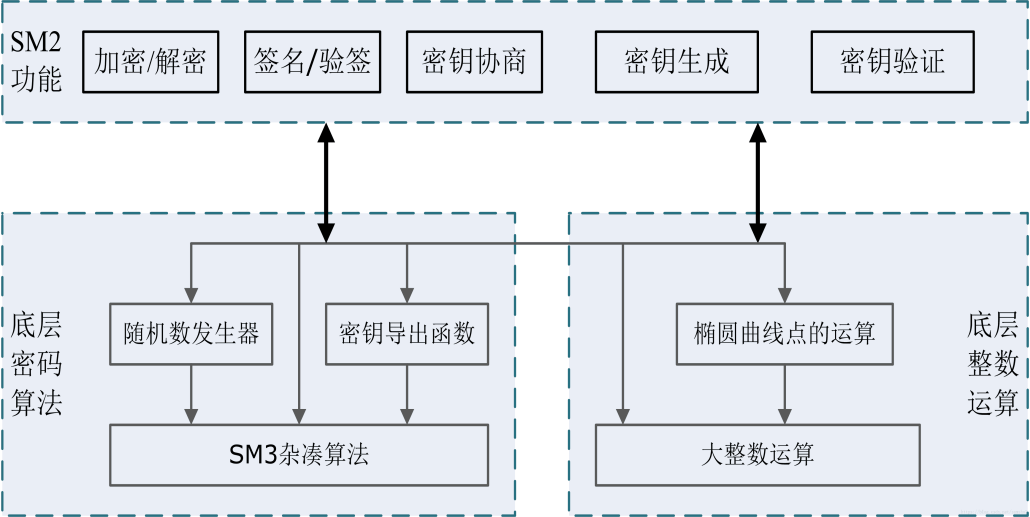 SM2
功能
加密/解密
签名/验签
密钥协商
密钥生成
密钥验证
底层
密码
算法
随机数发生器
密钥导出函数
SM3杂凑算法
椭圆曲线点的运算
大整数运算
底层
整数
运算